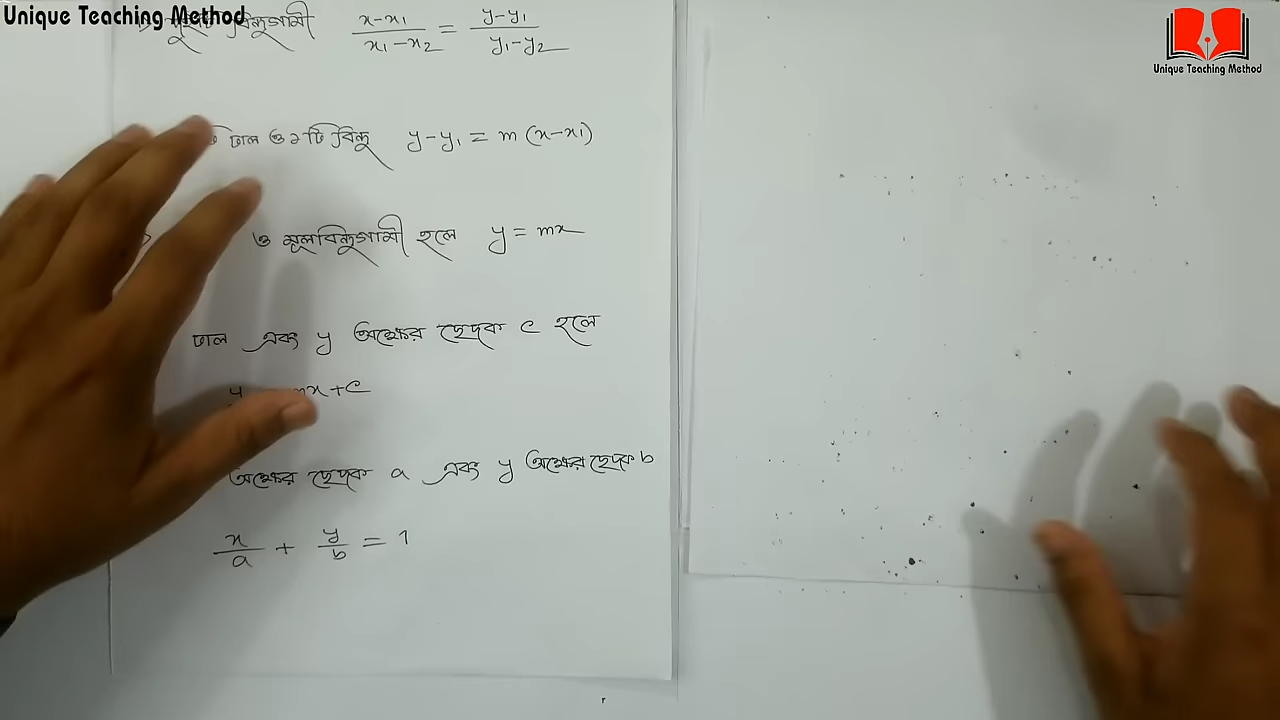 Unique Teaching Method
Unique Teaching Method
বিন্দুগামী x-x₁/x₁-x₂ = y-y₁/y₁-y₂
ঢাল ও ১টি বিন্দু y-y₁ = m (x-x₁)
ও মূলবিন্দুগামী হলে y = mx
ঢাল এবং y অক্ষের ছেদক c হলে
y mx+c
অক্ষের ছেদক a এবং y অক্ষের ছেদক b
x/a + y/b = 1